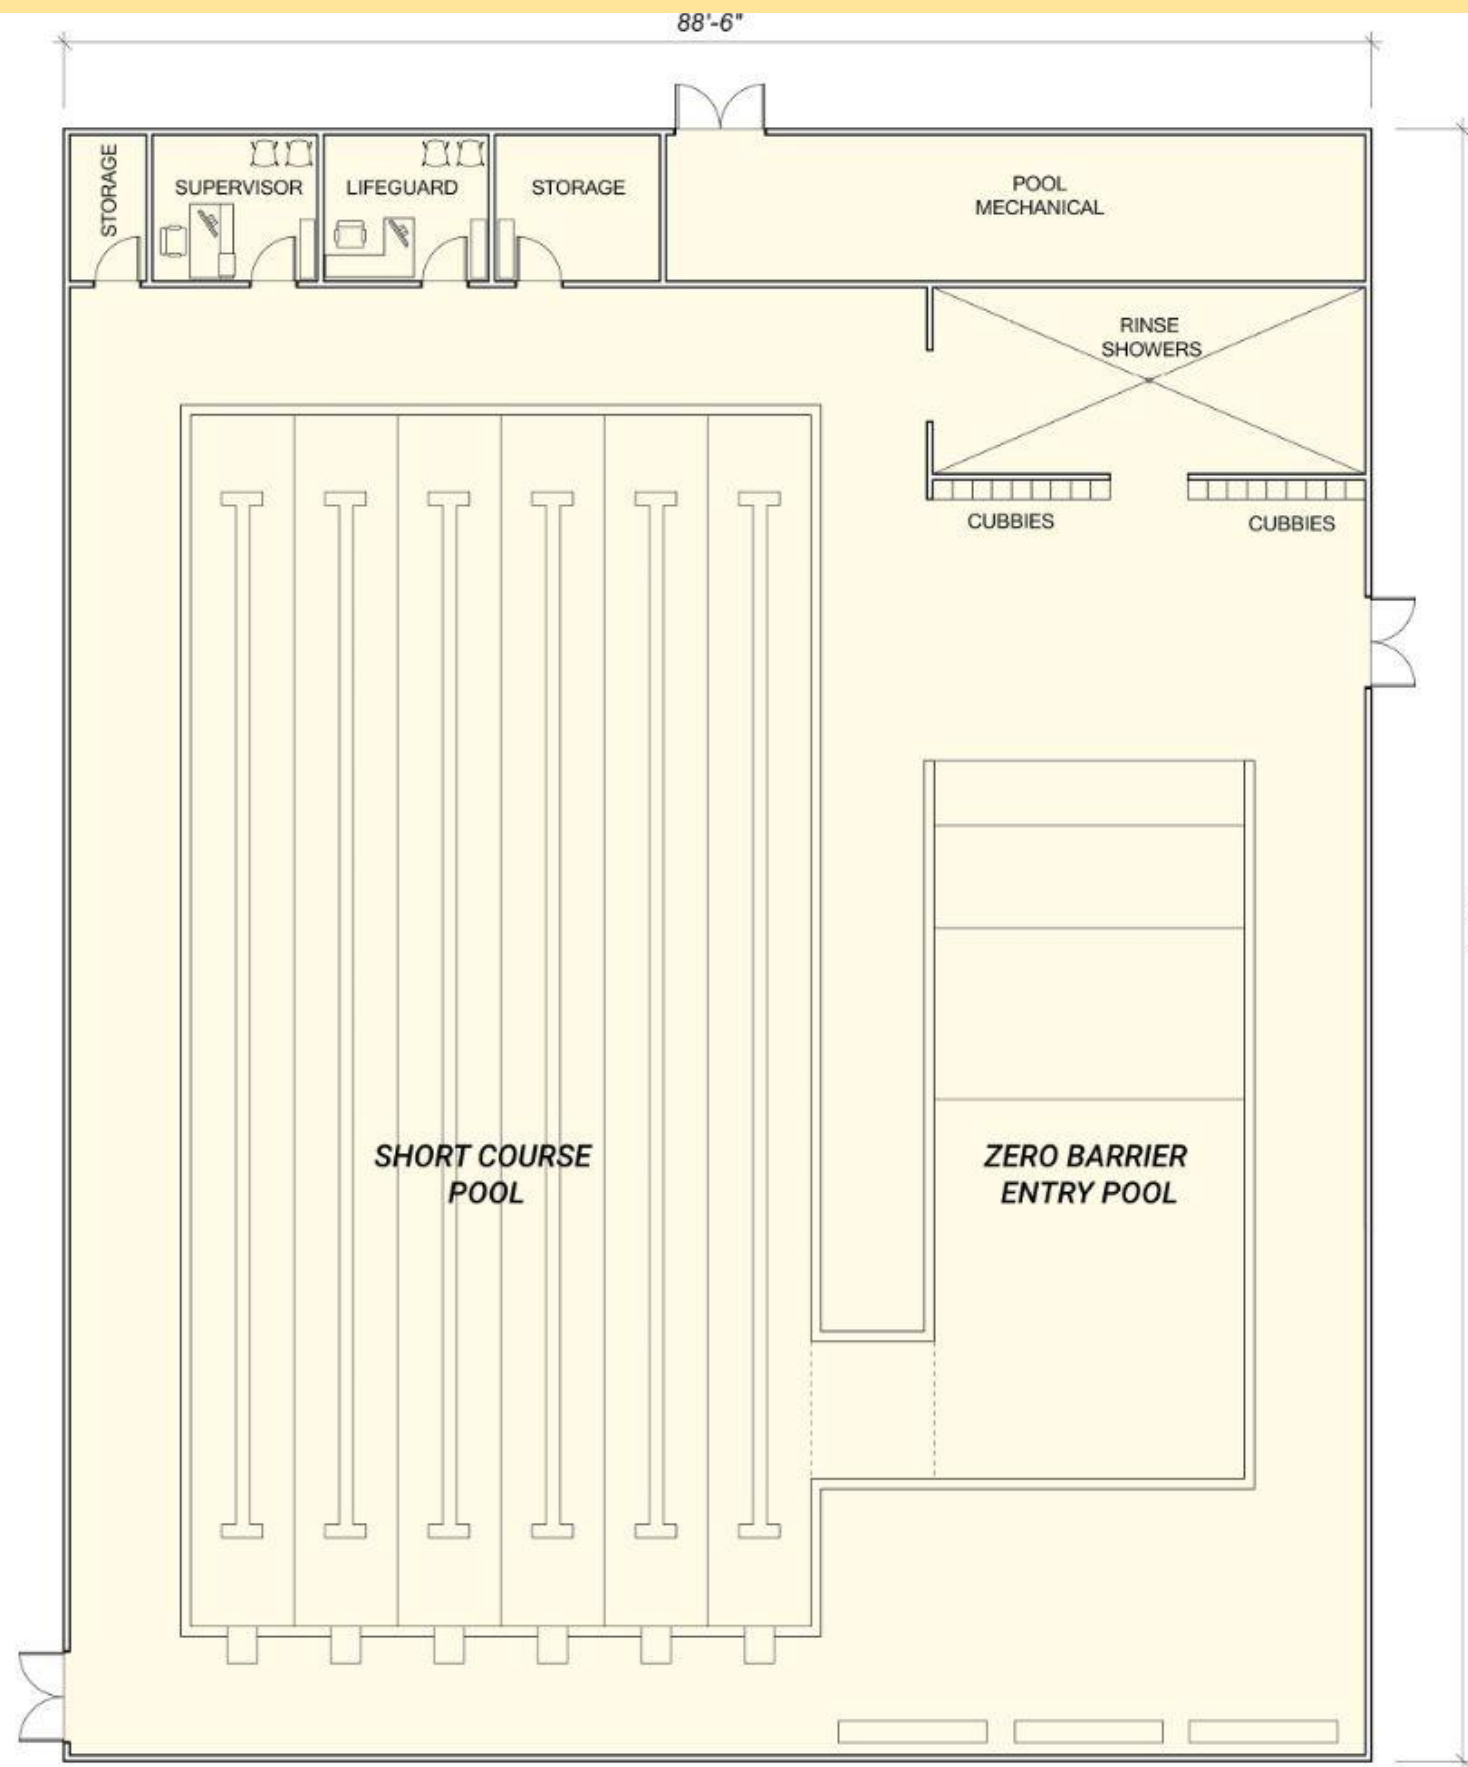 88'-6"
STORAGE
SUPERVISOR
LIFEGUARD
STORAGE
POOL
MECHANICAL
RINSE
SHOWERS
CUBBIES
CUBBIES
SHORT COURSE
POOL
ZERO BARRIER
ENTRY POOL